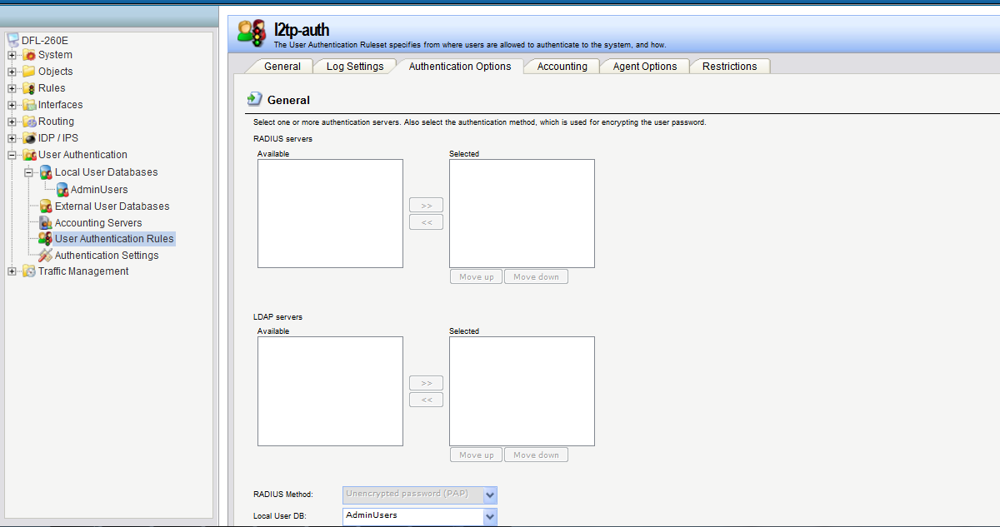 DFL-260E
System
Objects
Rules
Interfaces
Routing
IDP / IPS
User Authentication
Local User Databases
AdminUsers
External User Databases
Accounting Servers
User Authentication Rules
Authentication Settings
Traffic Management
l2tp-auth
The User Authentication Ruleset specifies from where users are allowed to authenticate to the system, and how.
General Log Settings Authentication Options Accounting Agent Options Restrictions
General
Select one or more authentication servers. Also select the authentication method, which is used for encrypting the user password.
RADIUS servers
Available Selected
>>
<<
Move up Move down
LDAP servers
Available Selected
>>
<<
Move up Move down
RADIUS Method: Unencrypted password (PAP)
Local User DB: AdminUsers